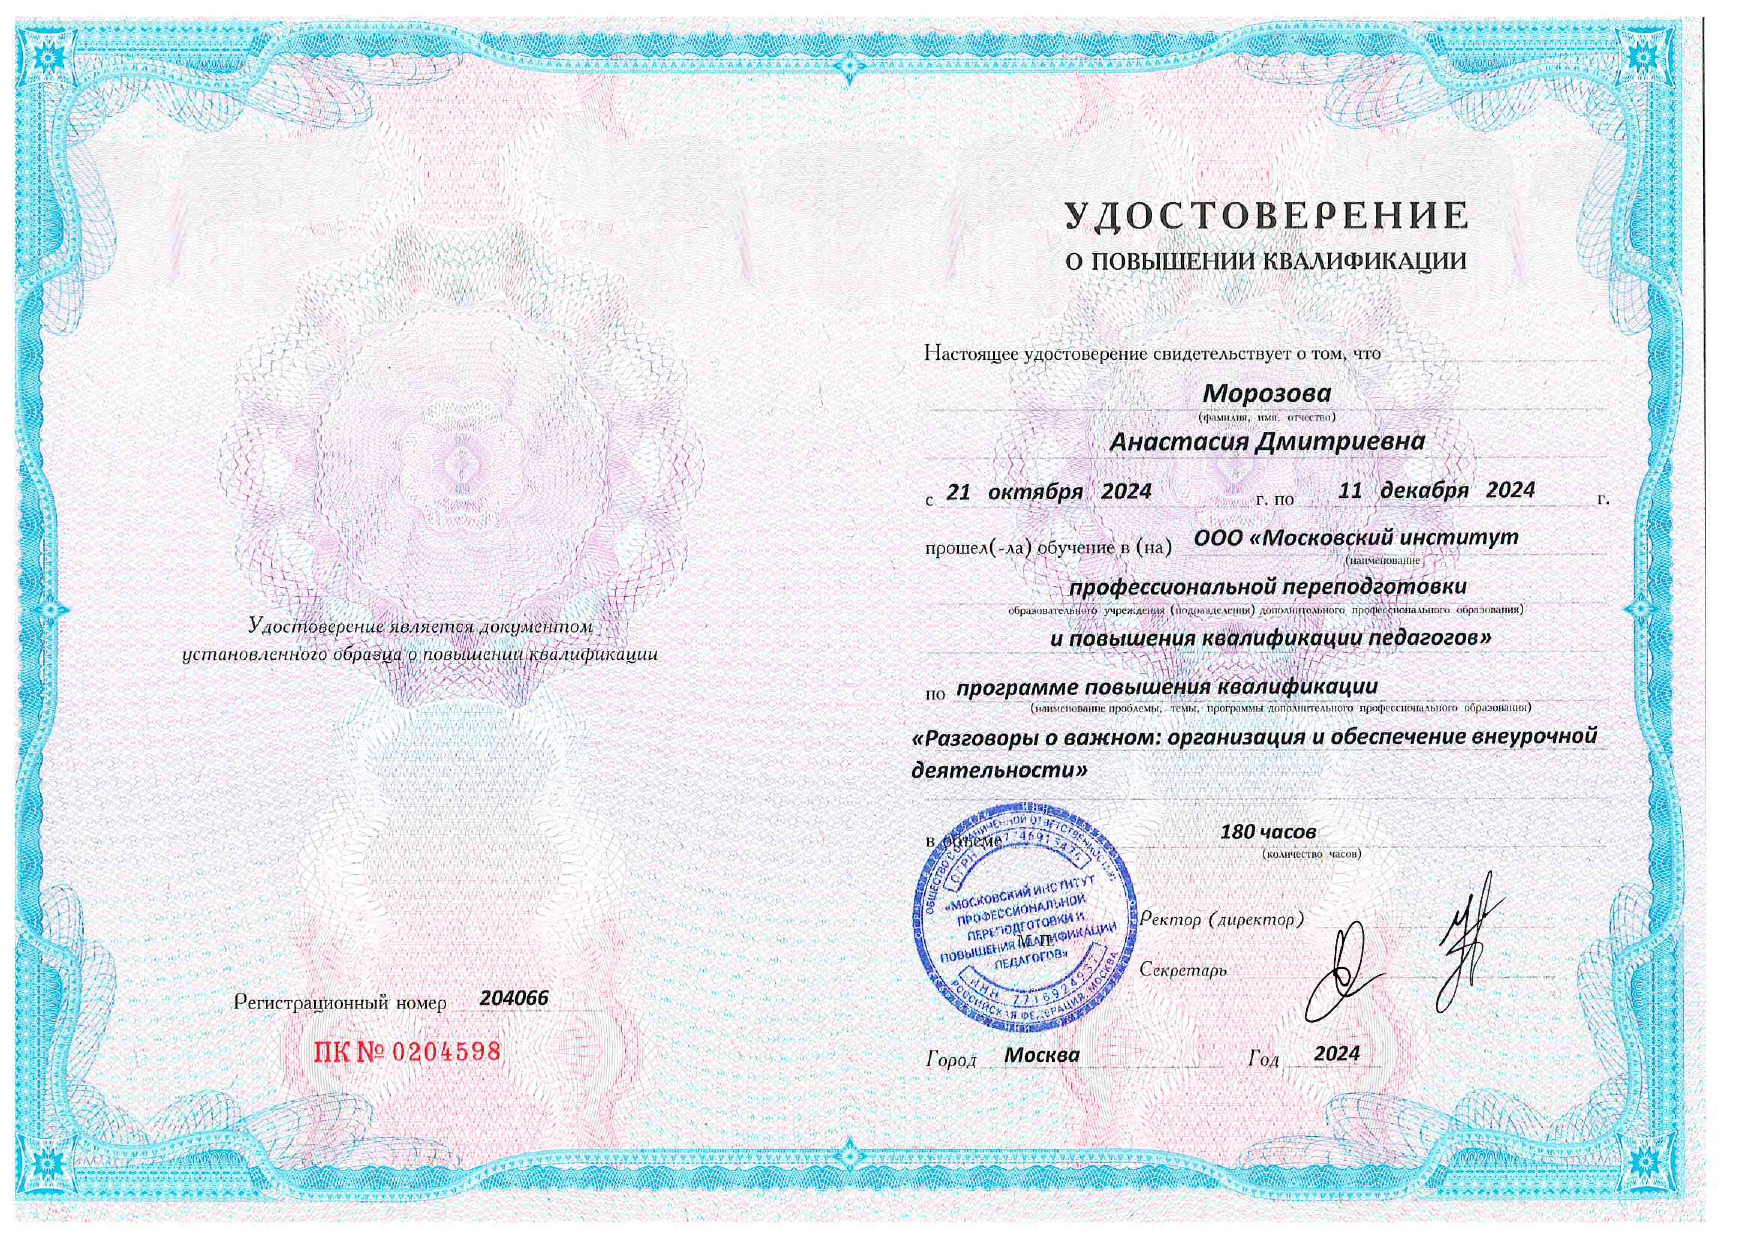 Удостоверение является документом
установленного образца о повышении квалификации
Регистрационный номер 204066
ПК № 0204598
УДОСТОВЕРЕНИЕ
О ПОВЫШЕНИИ КВАЛИФИКАЦИИ
Настоящее удостоверение свидетельствует о том, что
Морозова
(фамилия, имя, отчество)
Анастасия Дмитриевна
с 21 октября 2024 г. по 11 декабря 2024 г.
прошел(-ла) обучение в (на) ООО «Московский институт
(наименование
профессиональной переподготовки
образовательного учреждения (подразделения) дополнительного профессионального образования)
и повышения квалификации педагогов»
по программе повышения квалификации
(наименование проблемы, темы, программы дополнительного профессионального образования)
«Разговоры о важном: организация и обеспечение внеурочной
деятельности»
в объеме 180 часов
(количество часов)
ОБЩЕСТВО С ОГРАНИЧЕННОЙ ОТВЕТСТВЕННОСТЬЮ
ОГРН
«МОСКОВСКИЙ ИНСТИТУТ
ПРОФЕССИОНАЛЬНОЙ
ПЕРЕПОДГОТОВКИ И
ПОВЫШЕНИЯ КВАЛИФИКАЦИИ
ПЕДАГОГОВ»
ИНН 7716924937
РОССИЙСКАЯ ФЕДЕРАЦИЯ, МОСКВА
М.П.
Ректор (директор)
Секретарь
Город Москва Год 2024